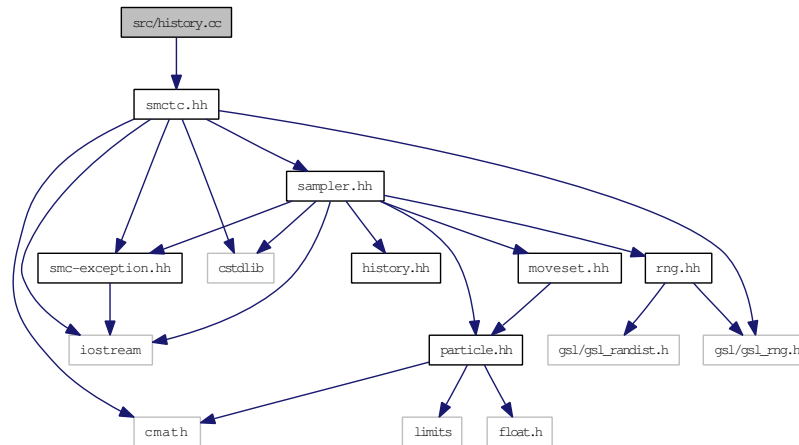 src/history.cc
smctc.hh
sampler.hh
smc-exception.hh
cstdlib
history.hh
moveset.hh
rng.hh
iostream
particle.hh
gsl/gsl_randist.h
gsl/gsl_rng.h
cmath
limits
float.h